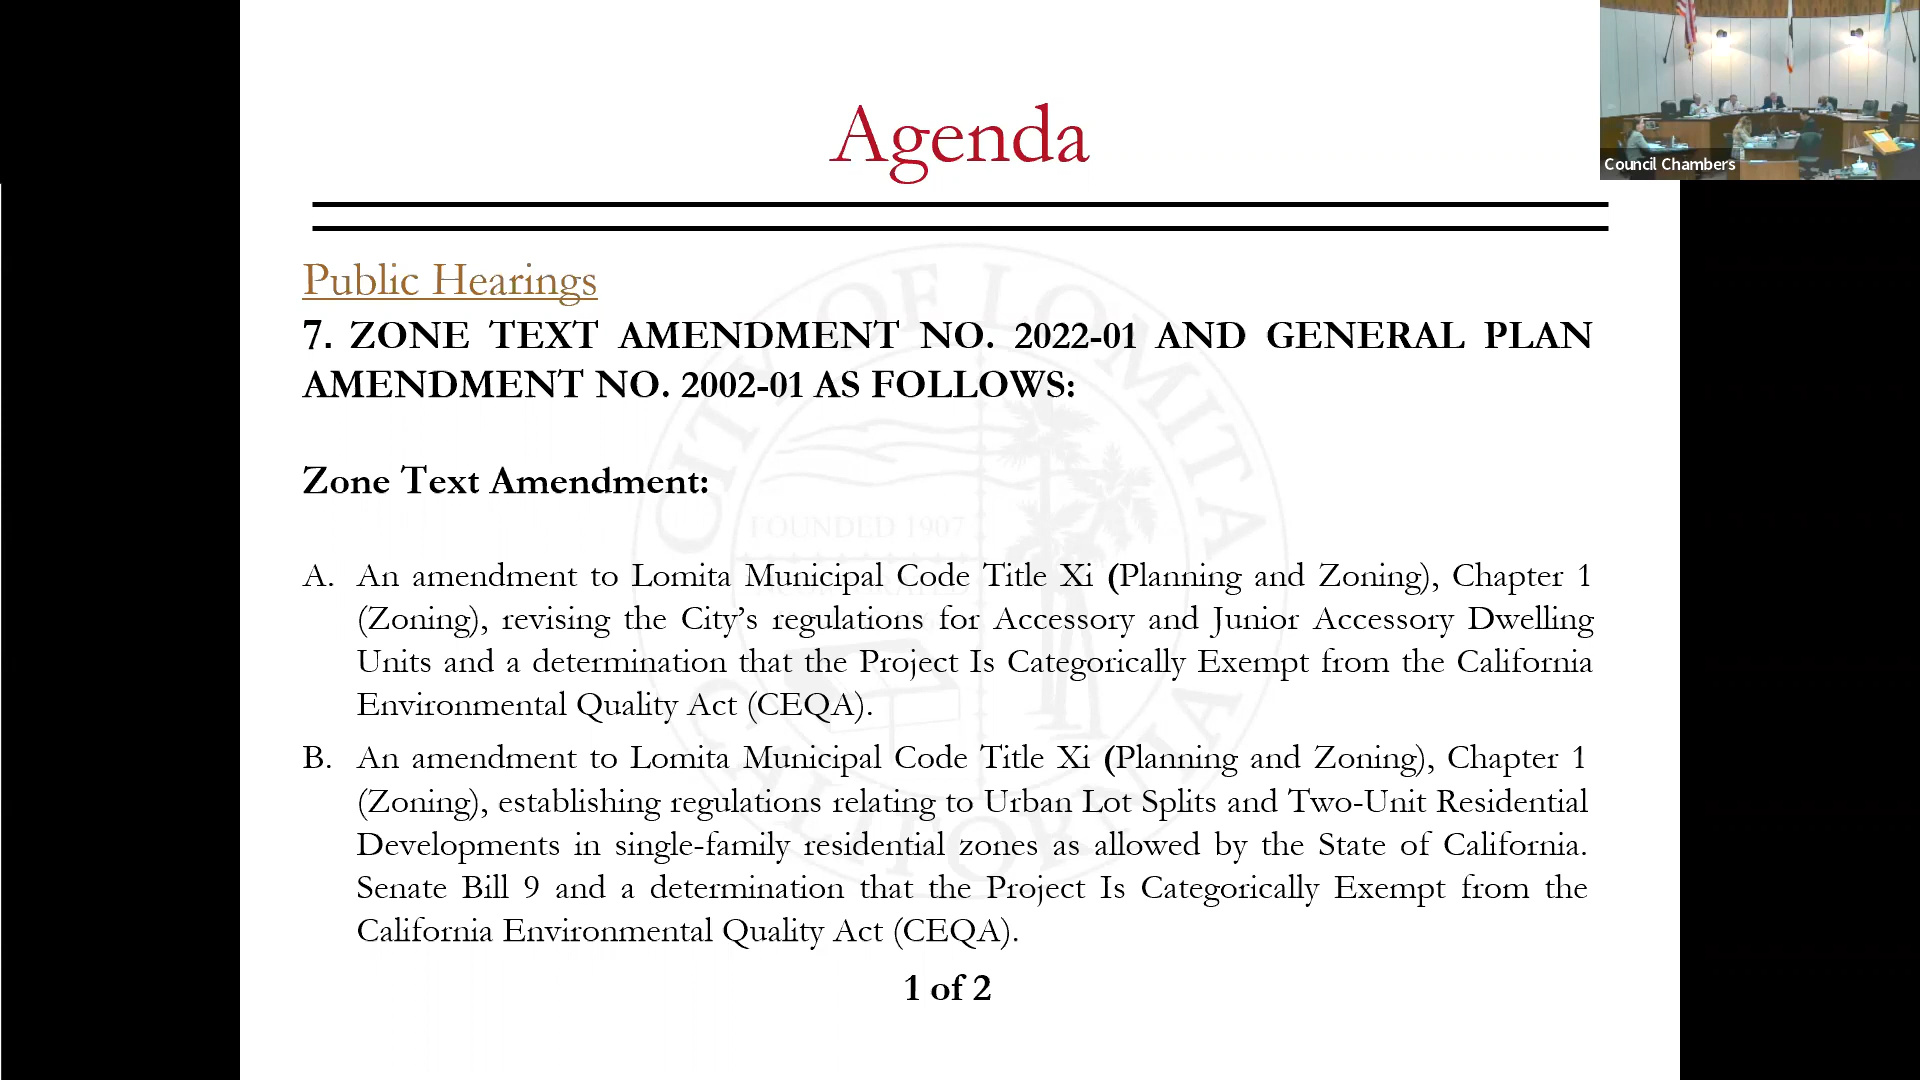 Agenda
Council Chambers
Public Hearings
7. ZONE TEXT AMENDMENT NO. 2022-01 AND GENERAL PLAN
AMENDMENT NO. 2002-01 AS FOLLOWS:
Zone Text Amendment:
A. An amendment to Lomita Municipal Code Title Xi (Planning and Zoning), Chapter 1
(Zoning), revising the City’s regulations for Accessory and Junior Accessory Dwelling
Units and a determination that the Project Is Categorically Exempt from the California
Environmental Quality Act (CEQA).
B. An amendment to Lomita Municipal Code Title Xi (Planning and Zoning), Chapter 1
(Zoning), establishing regulations relating to Urban Lot Splits and Two-Unit Residential
Developments in single-family residential zones as allowed by the State of California.
Senate Bill 9 and a determination that the Project Is Categorically Exempt from the
California Environmental Quality Act (CEQA).
1 of 2
CITY OF LOMITA
FOUNDED 1907
CALIFORNIA